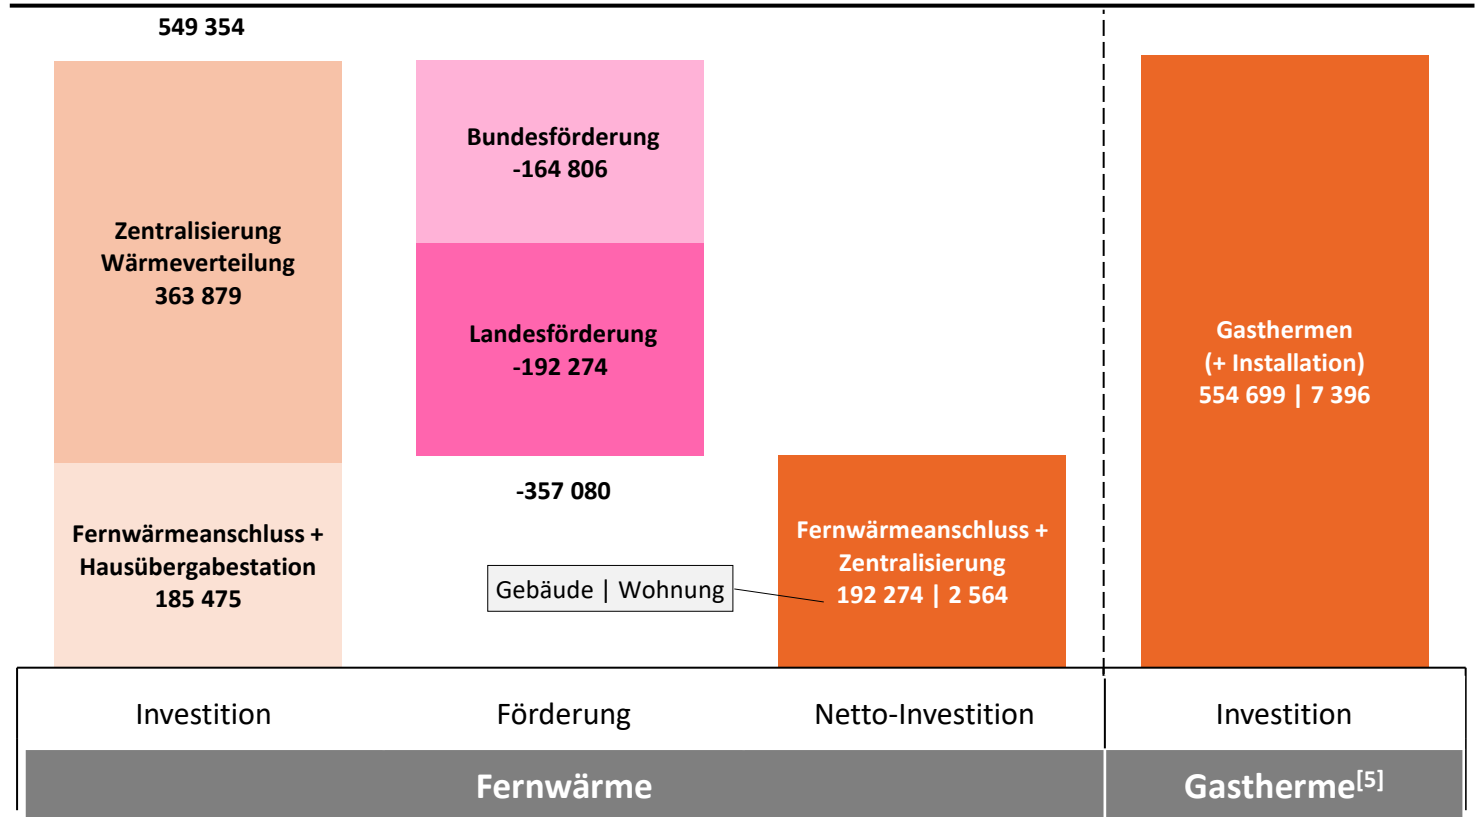 549 354
Zentralisierung
Wärmeverteilung
363 879
Fernwärmeanschluss +
Hausübergabestation
185 475
Bundesförderung
-164 806
Landesförderung
-192 274
-357 080
Gebäude | Wohnung
Fernwärmeanschluss +
Zentralisierung
192 274 | 2 564
Gasthermen
(+ Installation)
554 699 | 7 396
Investition
Förderung
Netto-Investition
Investition
Fernwärme
Gastherme[5]